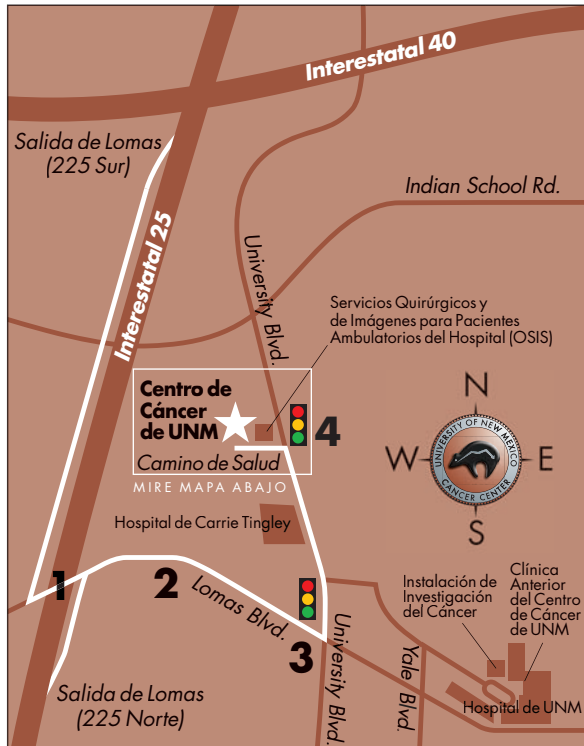 Interestatal 40
Salida de Lomas
(225 Sur)
Indian School Rd.
Interestatal 25
University Blvd.
Servicios Quirúrgicos y
de Imágenes para Pacientes
Ambulatorios del Hospital (OSIS)
Centro de
Cáncer
de UNM
4
Camino de Salud
MIRE MAPA ABAJO
N
W
E
S
UNIVERSITY OF NEW MEXICO
CANCER CENTER
Hospital de Carrie Tingley
1
2
Lomas Blvd.
3
University Blvd.
Yale Blvd.
Instalación de
Investigación
del Cáncer
Clínica
Anterior
del Centro
de Cáncer
de UNM
Hospital de UNM
Salida de Lomas
(225 Norte)